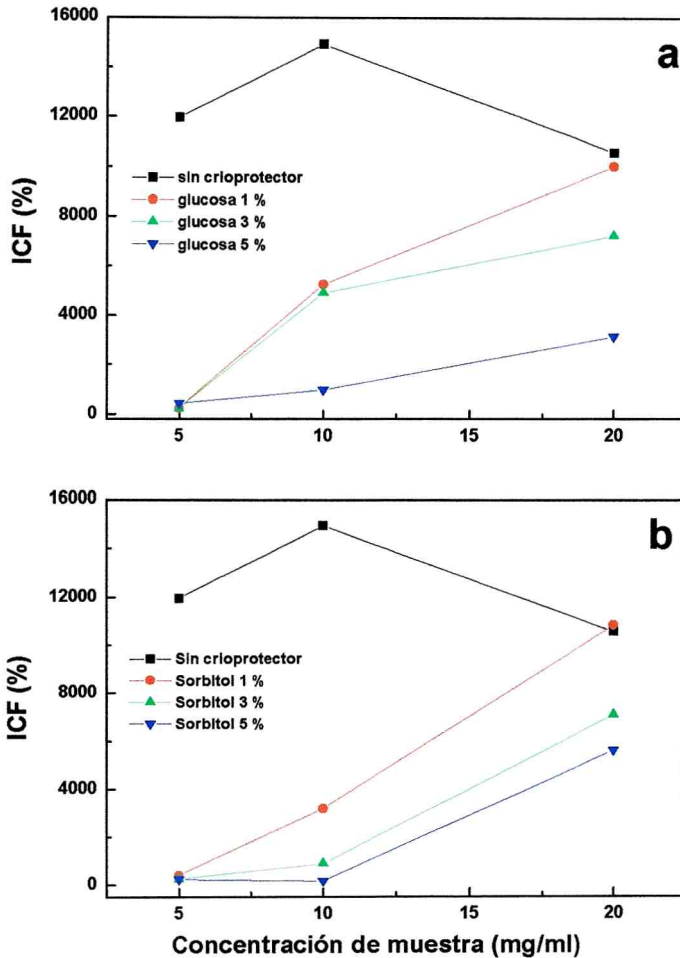 16000
12000
8000
4000
0
ICF (%)
a
sin crioprotector
glucosa 1 %
glucosa 3 %
glucosa 5 %
5
10
15
20
16000
12000
8000
4000
0
ICF (%)
b
Sin crioprotector
Sorbitol 1 %
Sorbitol 3 %
Sorbitol 5 %
5
10
15
20
Concentración de muestra (mg/ml)